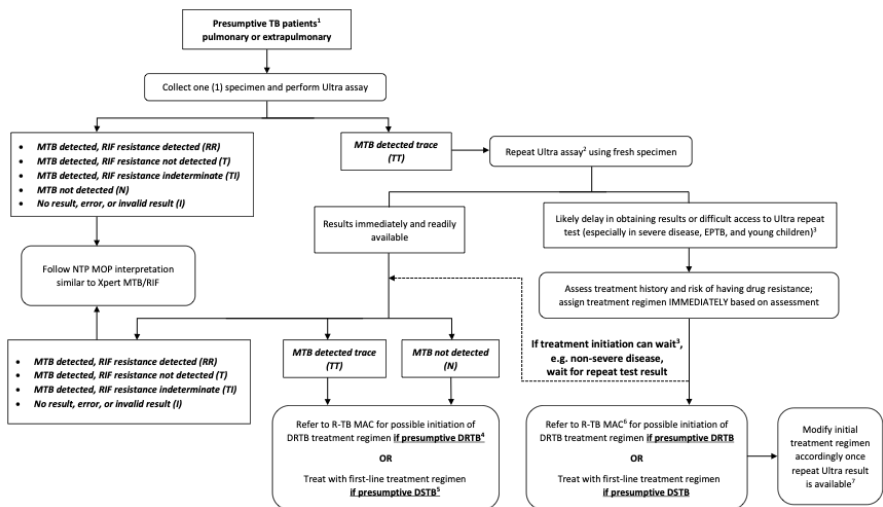 Presumptive TB patients¹
pulmonary or extrapulmonary
Collect one (1) specimen and perform Ultra assay
• MTB detected, RIF resistance detected (RR)
• MTB detected, RIF resistance not detected (T)
• MTB detected, RIF resistance indeterminate (TI)
• MTB not detected (N)
• No result, error, or invalid result (I)
MTB detected trace
(TT)
Repeat Ultra assay² using fresh specimen
Results immediately and readily
available
Likely delay in obtaining results or difficult access to Ultra repeat
test (especially in severe disease, EPTB, and young children)³
Follow NTP MOP interpretation
similar to Xpert MTB/RIF
Assess treatment history and risk of having drug resistance;
assign treatment regimen IMMEDIATELY based on assessment
• MTB detected, RIF resistance detected (RR)
• MTB detected, RIF resistance not detected (T)
• MTB detected, RIF resistance indeterminate (TI)
• No result, error, or invalid result (I)
MTB detected trace
(TT)
MTB not detected
(N)
If treatment initiation can wait³,
e.g. non-severe disease,
wait for repeat test result
Refer to R-TB MAC for possible initiation of
DRTB treatment regimen if presumptive DRTB⁴
OR
Treat with first-line treatment regimen
if presumptive DSTB⁵
Refer to R-TB MAC⁶ for possible initiation of
DRTB treatment regimen if presumptive DRTB
OR
Treat with first-line treatment regimen
if presumptive DSTB
Modify initial
treatment regimen
accordingly once
repeat Ultra result
is available⁷